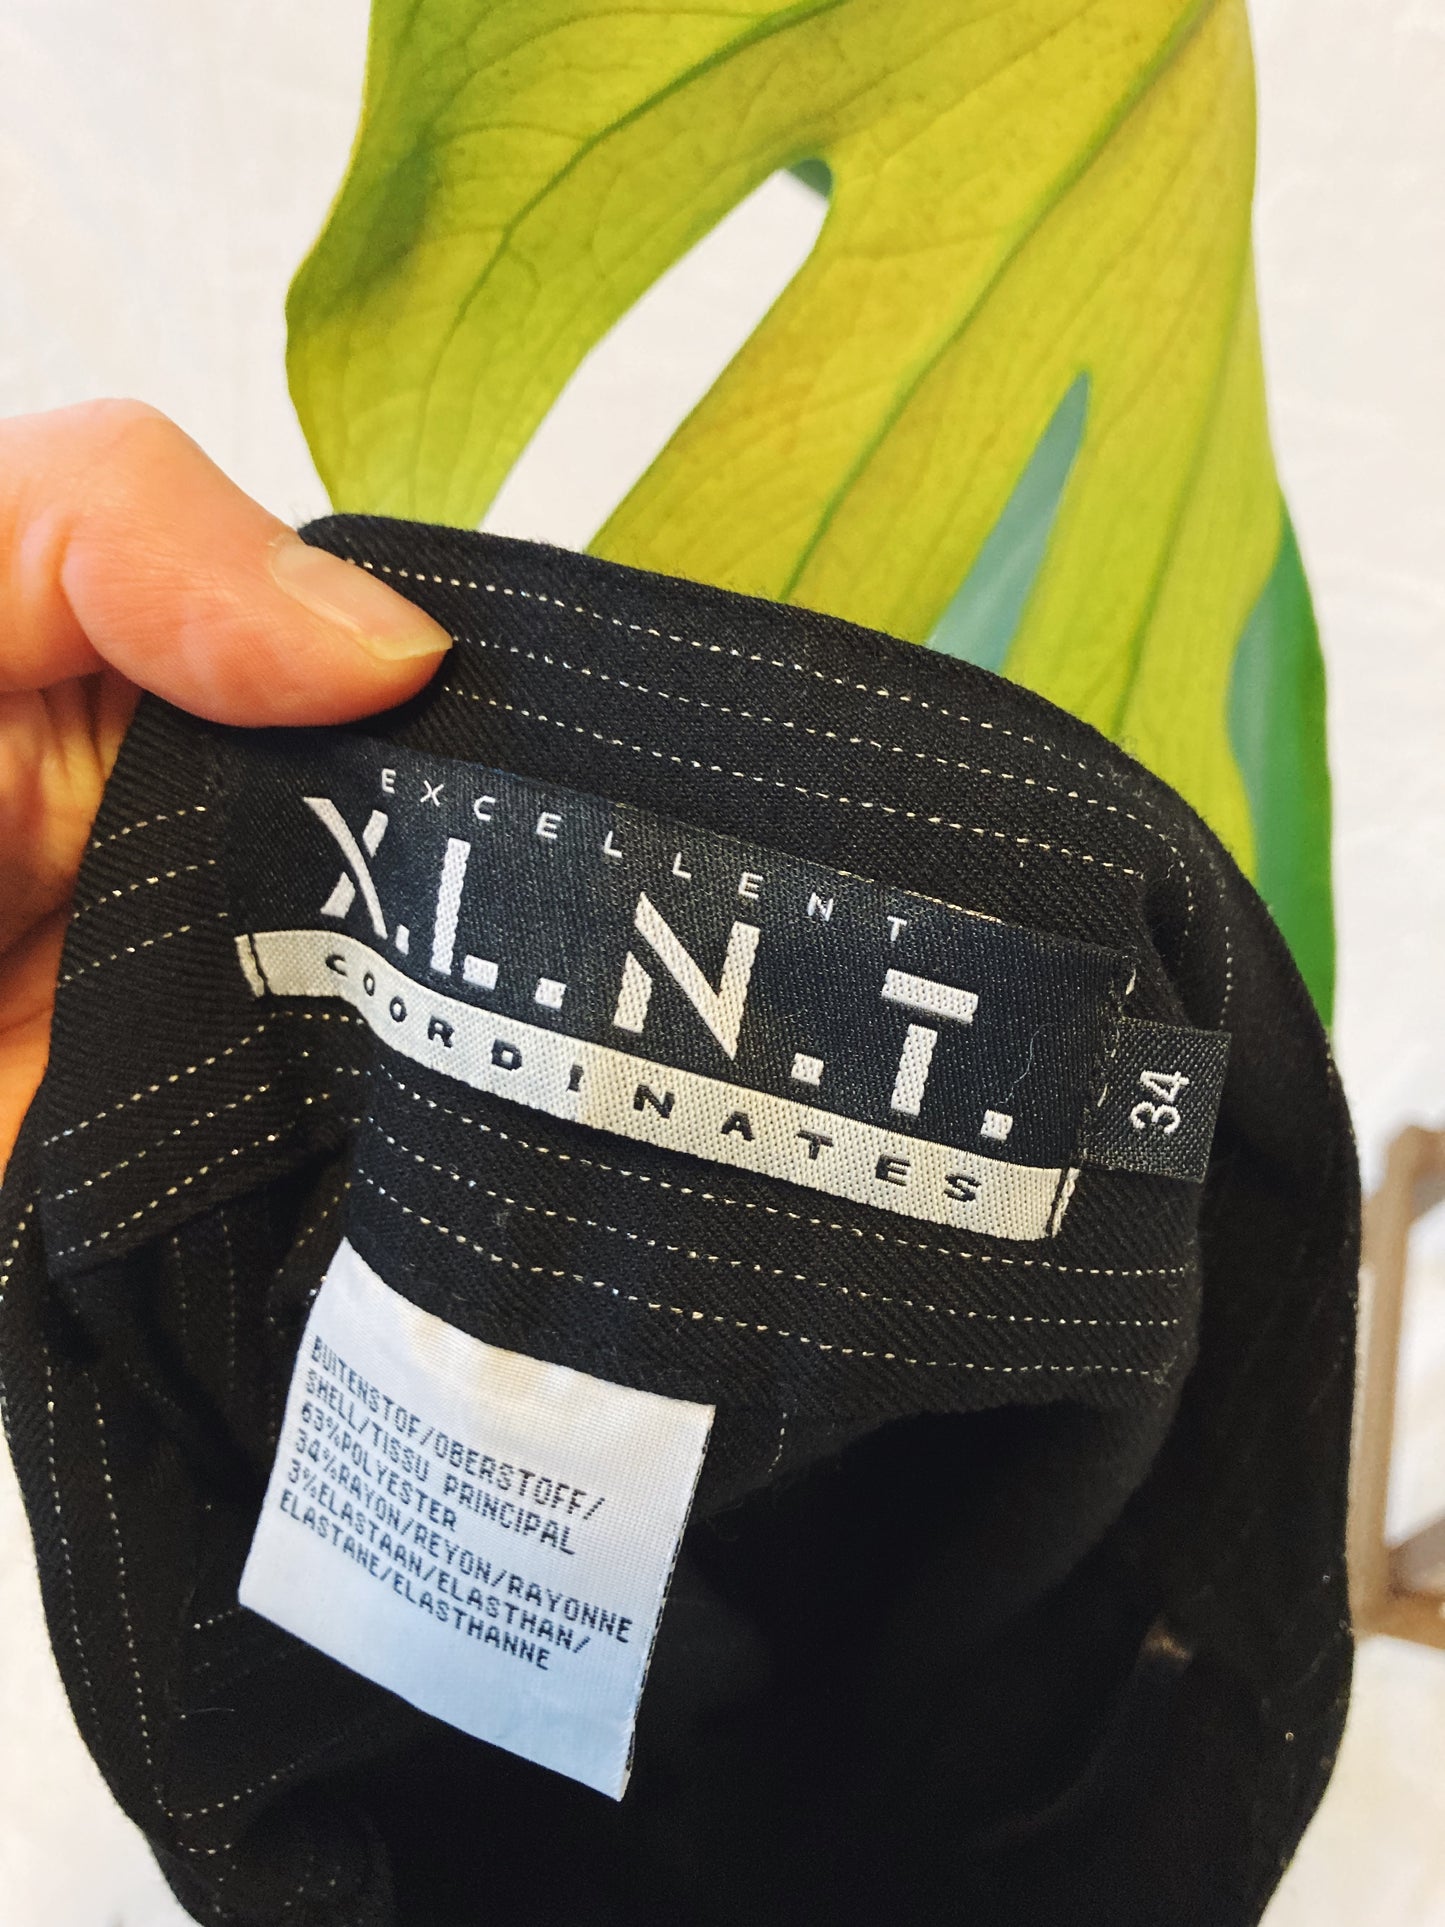 EXCELLENT
X.L.N.T.
COORDINATES
34
BUITENSTOF/OBERSTOFF/
SHELL/TISSU PRINCIPAL
63%POLYESTER
34%RAYON/REYON/RAYONNE
3%ELASTAAN/ELASTHAN/
ELASTANE/ELASTHANNE